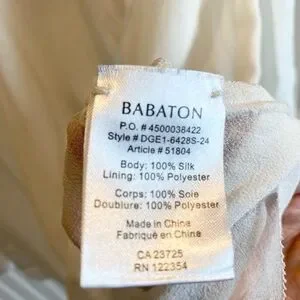 BABATON
P.O. # 4500038422
Style # DGE1-6428S-24
Article # 51804
Body: 100% Silk
Lining: 100% Polyester
Corps: 100% Soie
Doublure: 100% Polyester
Made in China
Fabriqué en China
CA 23725
RN 122354